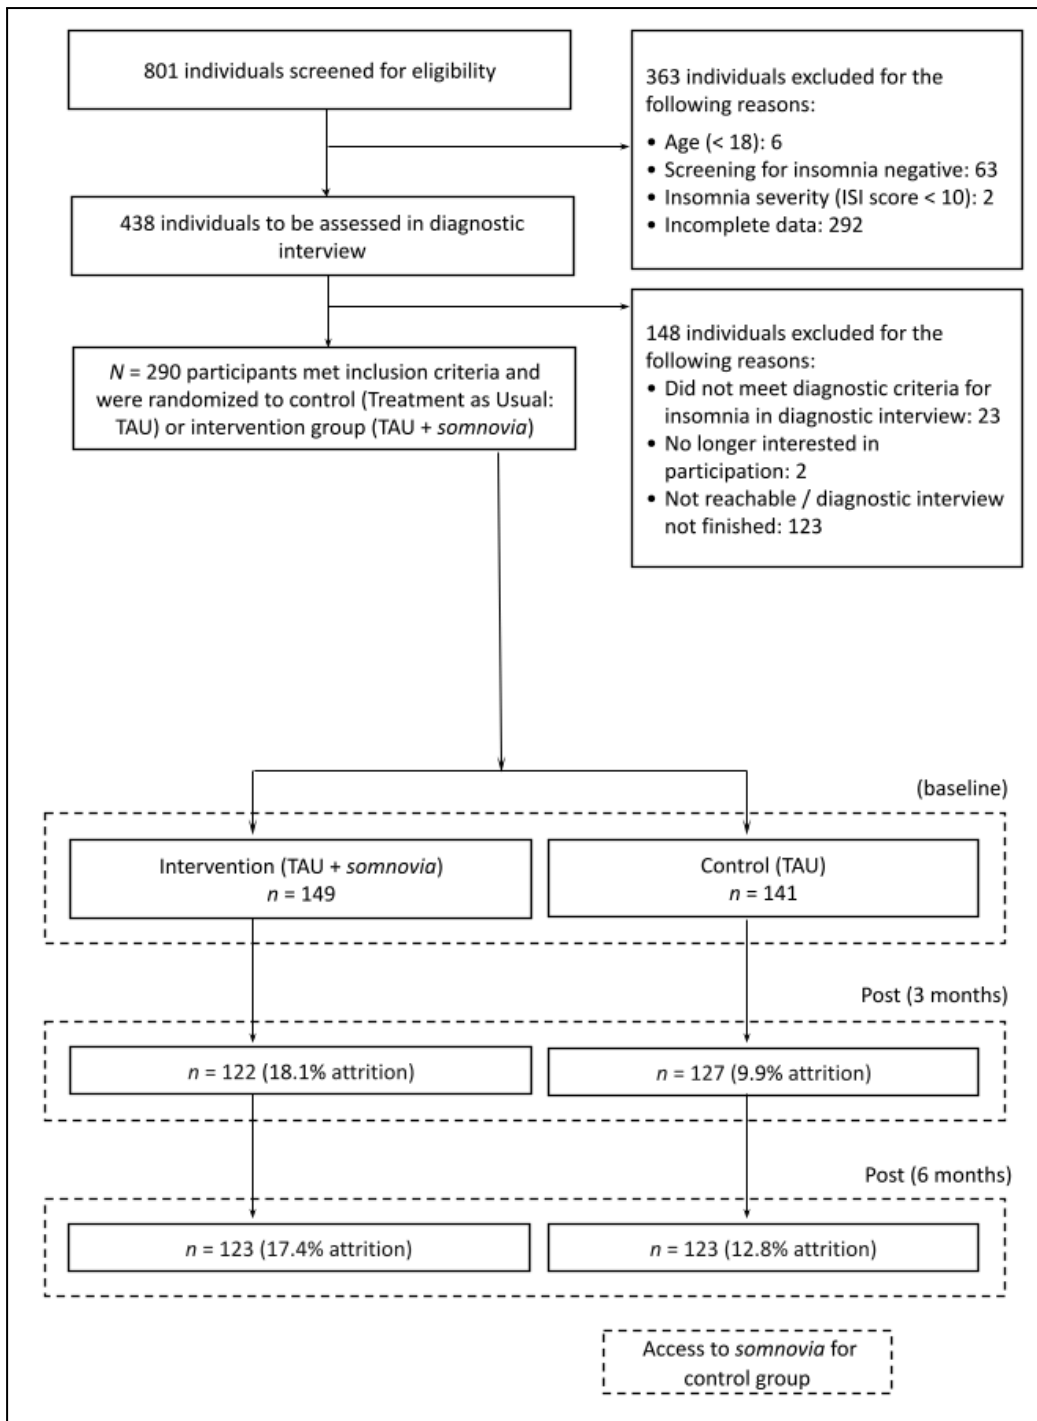 801 individuals screened for eligibility
363 individuals excluded for the
following reasons:
• Age (< 18): 6
• Screening for insomnia negative: 63
• Insomnia severity (ISI score < 10): 2
• Incomplete data: 292
438 individuals to be assessed in diagnostic
interview
148 individuals excluded for the
following reasons:
• Did not meet diagnostic criteria for
insomnia in diagnostic interview: 23
• No longer interested in
participation: 2
• Not reachable / diagnostic interview
not finished: 123
N = 290 participants met inclusion criteria and
were randomized to control (Treatment as Usual:
TAU) or intervention group (TAU + somnovia)
(baseline)
Intervention (TAU + somnovia)
n = 149
Control (TAU)
n = 141
Post (3 months)
n = 122 (18.1% attrition)
n = 127 (9.9% attrition)
Post (6 months)
n = 123 (17.4% attrition)
n = 123 (12.8% attrition)
Access to somnovia for
control group